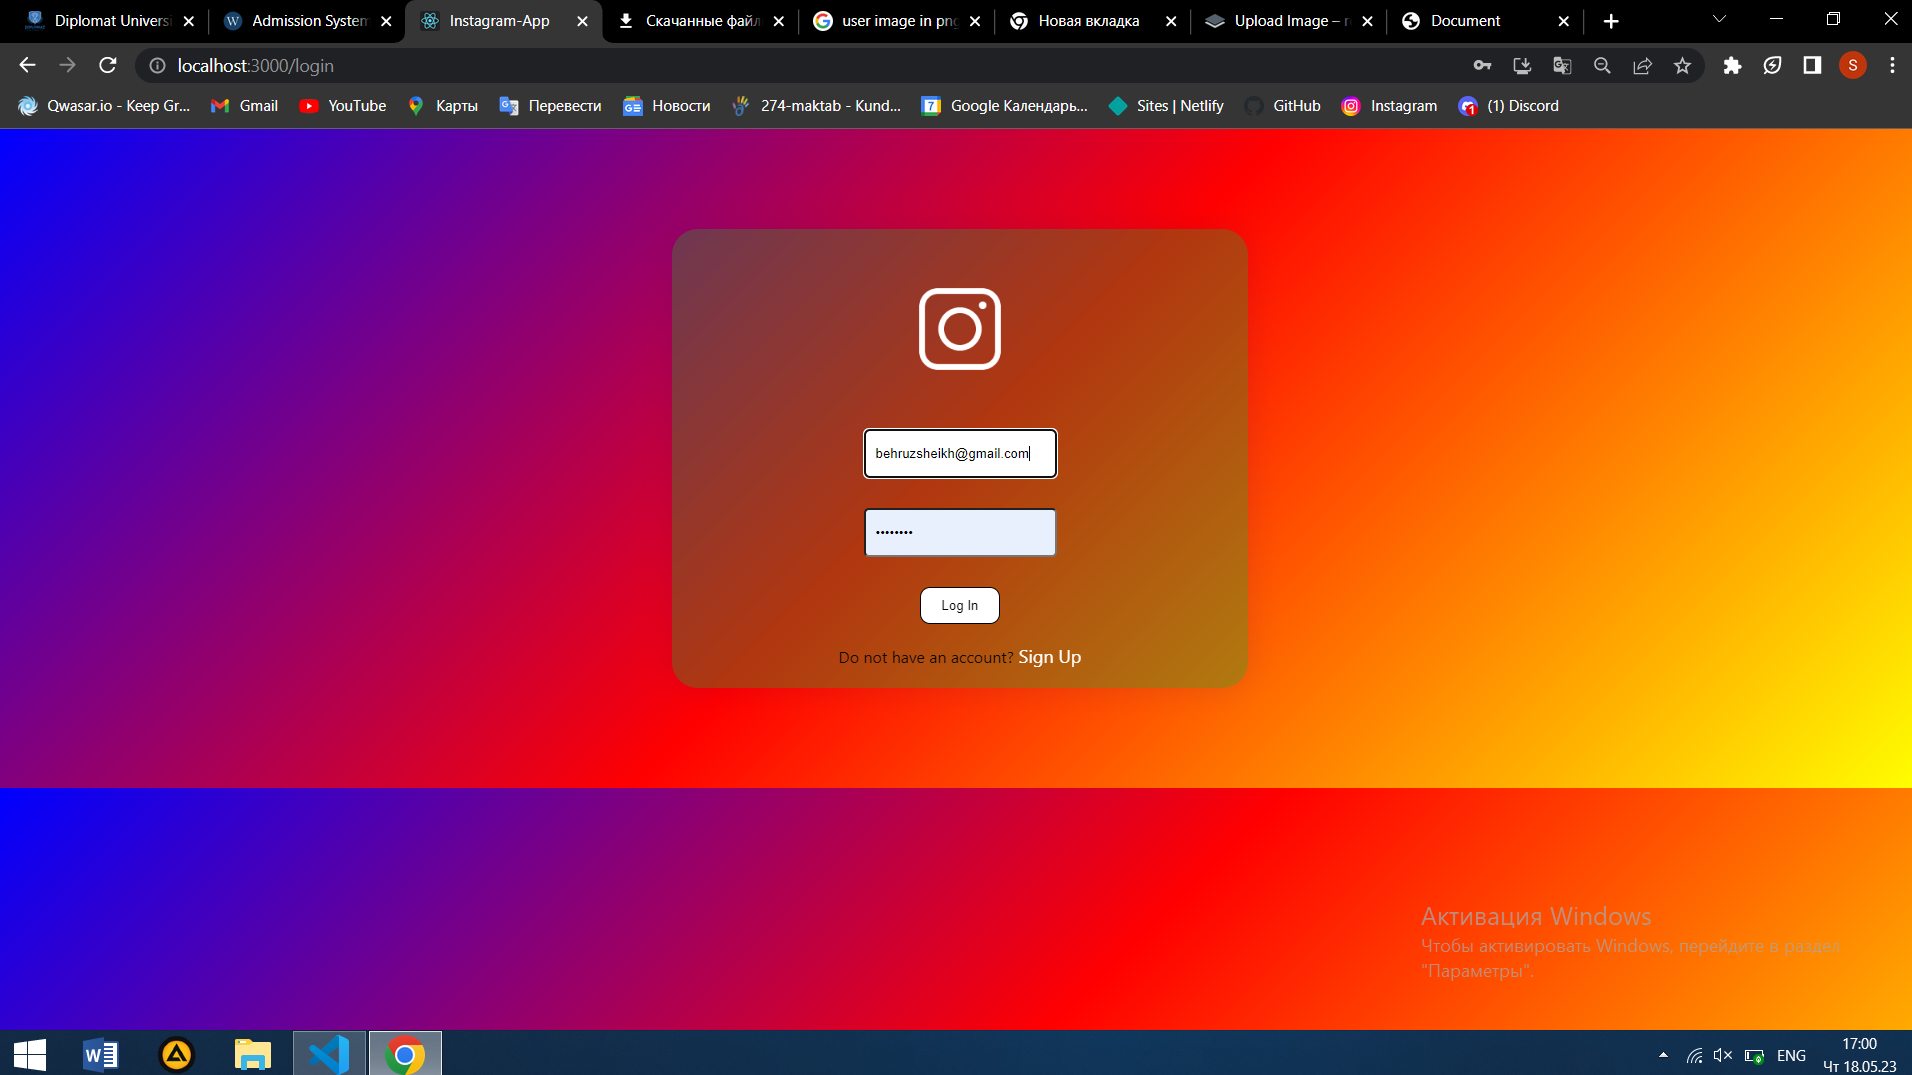 Diplomat Universi
Admission System
Instagram-App
Скачанные файл
user image in png
Новая вкладка
Upload Image –
Document
localhost:3000/login
S
Qwasar.io - Keep Gr...
Gmail
YouTube
Карты
Перевести
Новости
274-maktab - Kund...
7
Google Календарь...
Sites | Netlify
GitHub
Instagram
(1) Discord
behruzsheikh@gmail.com
••••••••
Log In
Do not have an account? Sign Up
Активация Windows
Чтобы активировать Windows, перейдите в раздел
"Параметры".
ENG
17:00
Чт 18.05.23